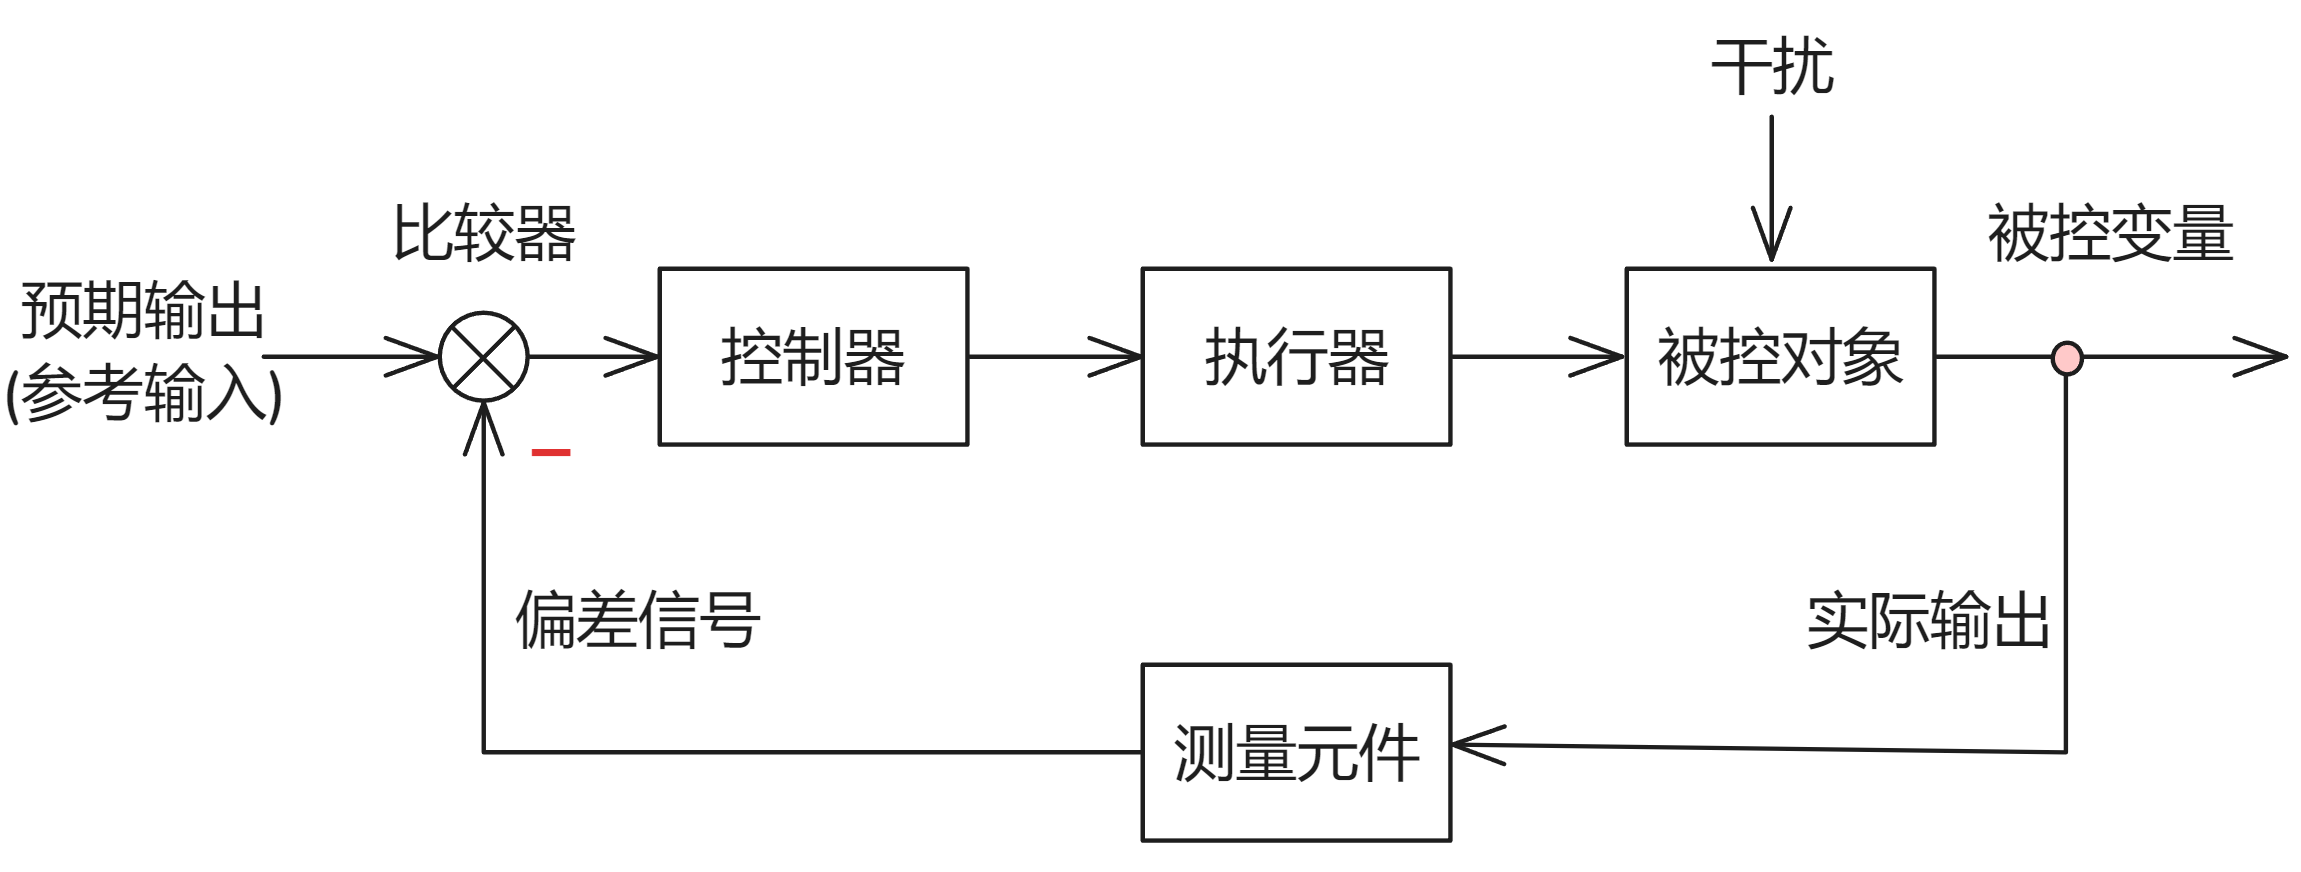 干扰
比较器
被控变量
预期输出
(参考输入)
控制器
执行器
被控对象
−
偏差信号
实际输出
测量元件